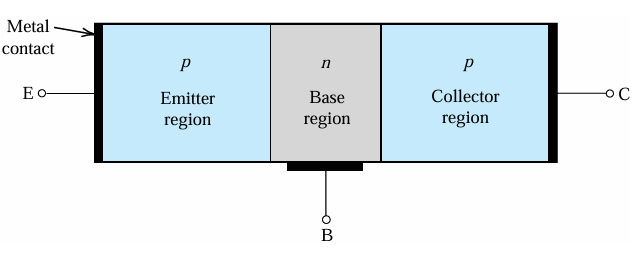 Metal
contact
p
n
p
E
Emitter
region
Base
region
Collector
region
C
B